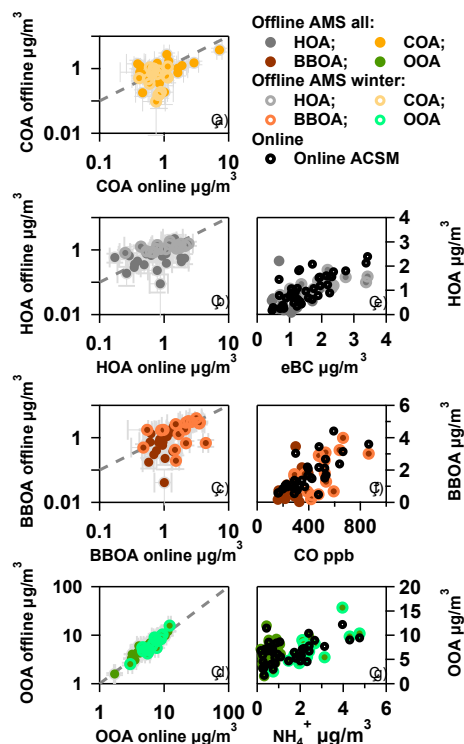 Offline AMS all:
HOA; COA;
BBOA; OOA
Offline AMS winter:
HOA; COA;
BBOA; OOA
Online
Online ACSM
COA offline µg/m³
1
0.01
0.1 1 10
COA online µg/m³
a)
HOA offline µg/m³
1
0.01
0.1 1 10
HOA online µg/m³
b)
4
3
2
1
0
HOA µg/m³
0 1 2 3 4
eBC µg/m³
e)
BBOA offline µg/m³
1
0.01
0.1 1 10
BBOA online µg/m³
c)
6
4
2
0
BBOA µg/m³
0 400 800
CO ppb
f)
OOA offline µg/m³
100
10
1
1 10 100
OOA online µg/m³
d)
20
15
10
5
0
OOA µg/m³
0 2 4
NH₄⁺ µg/m³
g)